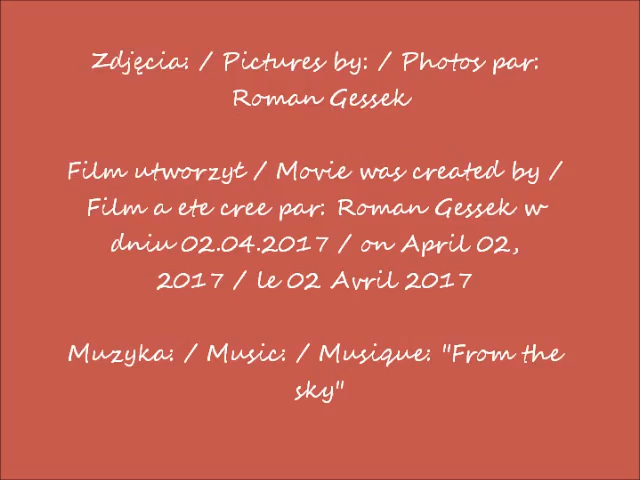 Zdjęcia: / Pictures by: / Photos par:
Roman Gessek
Film utworzył / Movie was created by /
Film a ete cree par: Roman Gessek w
dniu 02.04.2017 / on April 02,
2017 / le 02 Avril 2017
Muzyka: / Music: / Musique: "From the
sky"